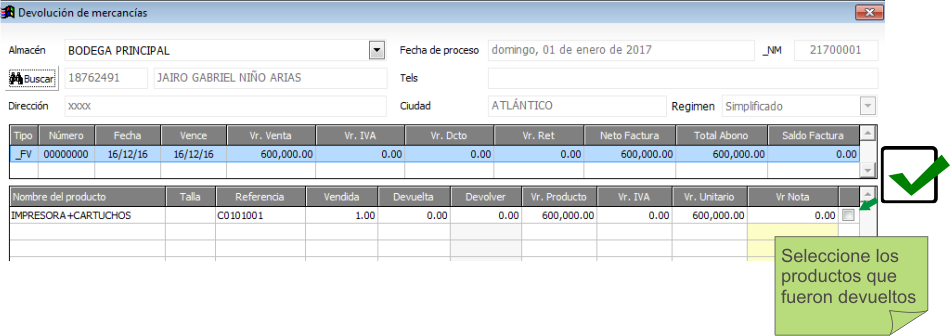 Devolución de mercancías
Almacén BODEGA PRINCIPAL Fecha de proceso domingo, 01 de enero de 2017 _NM 21700001
Buscar 18762491 JAIRO GABRIEL NIÑO ARIAS Tels
Dirección xxxx Ciudad ATLÁNTICO Regimen Simplificado
Tipo Número Fecha Vence Vr. Venta Vr. IVA Vr. Dcto Vr. Ret Neto Factura Total Abono Saldo Factura
_FV 00000000 16/12/16 16/12/16 600,000.00 0.00 0.00 0.00 600,000.00 600,000.00 0.00
Nombre del producto Talla Referencia Vendida Devuelta Devolver Vr. Producto Vr. IVA Vr. Unitario Vr Nota
IMPRESORA+CARTUCHOS C0101001 1.00 0.00 0.00 600,000.00 0.00 600,000.00 0.00
Seleccione los
productos que
fueron devueltos